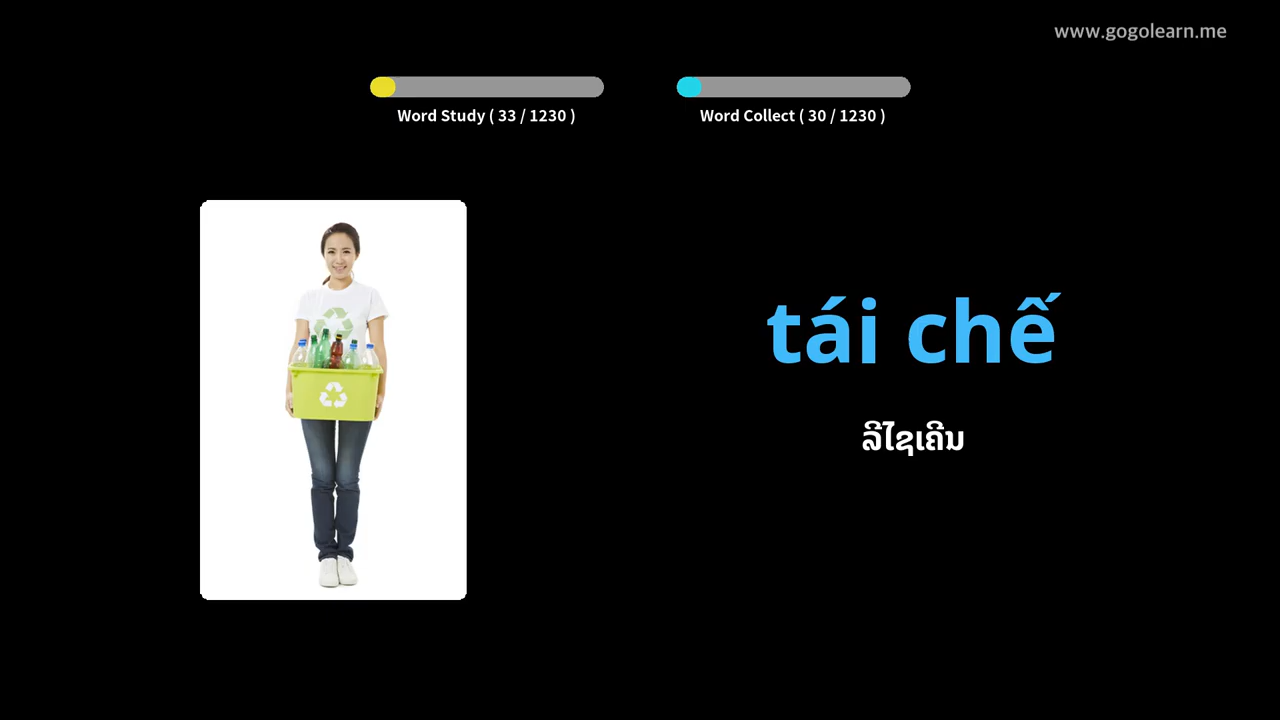 www.gogolearn.me
Word Study ( 33 / 1230 )
Word Collect ( 30 / 1230 )
tái chế
ລີໄຊເຄີນ